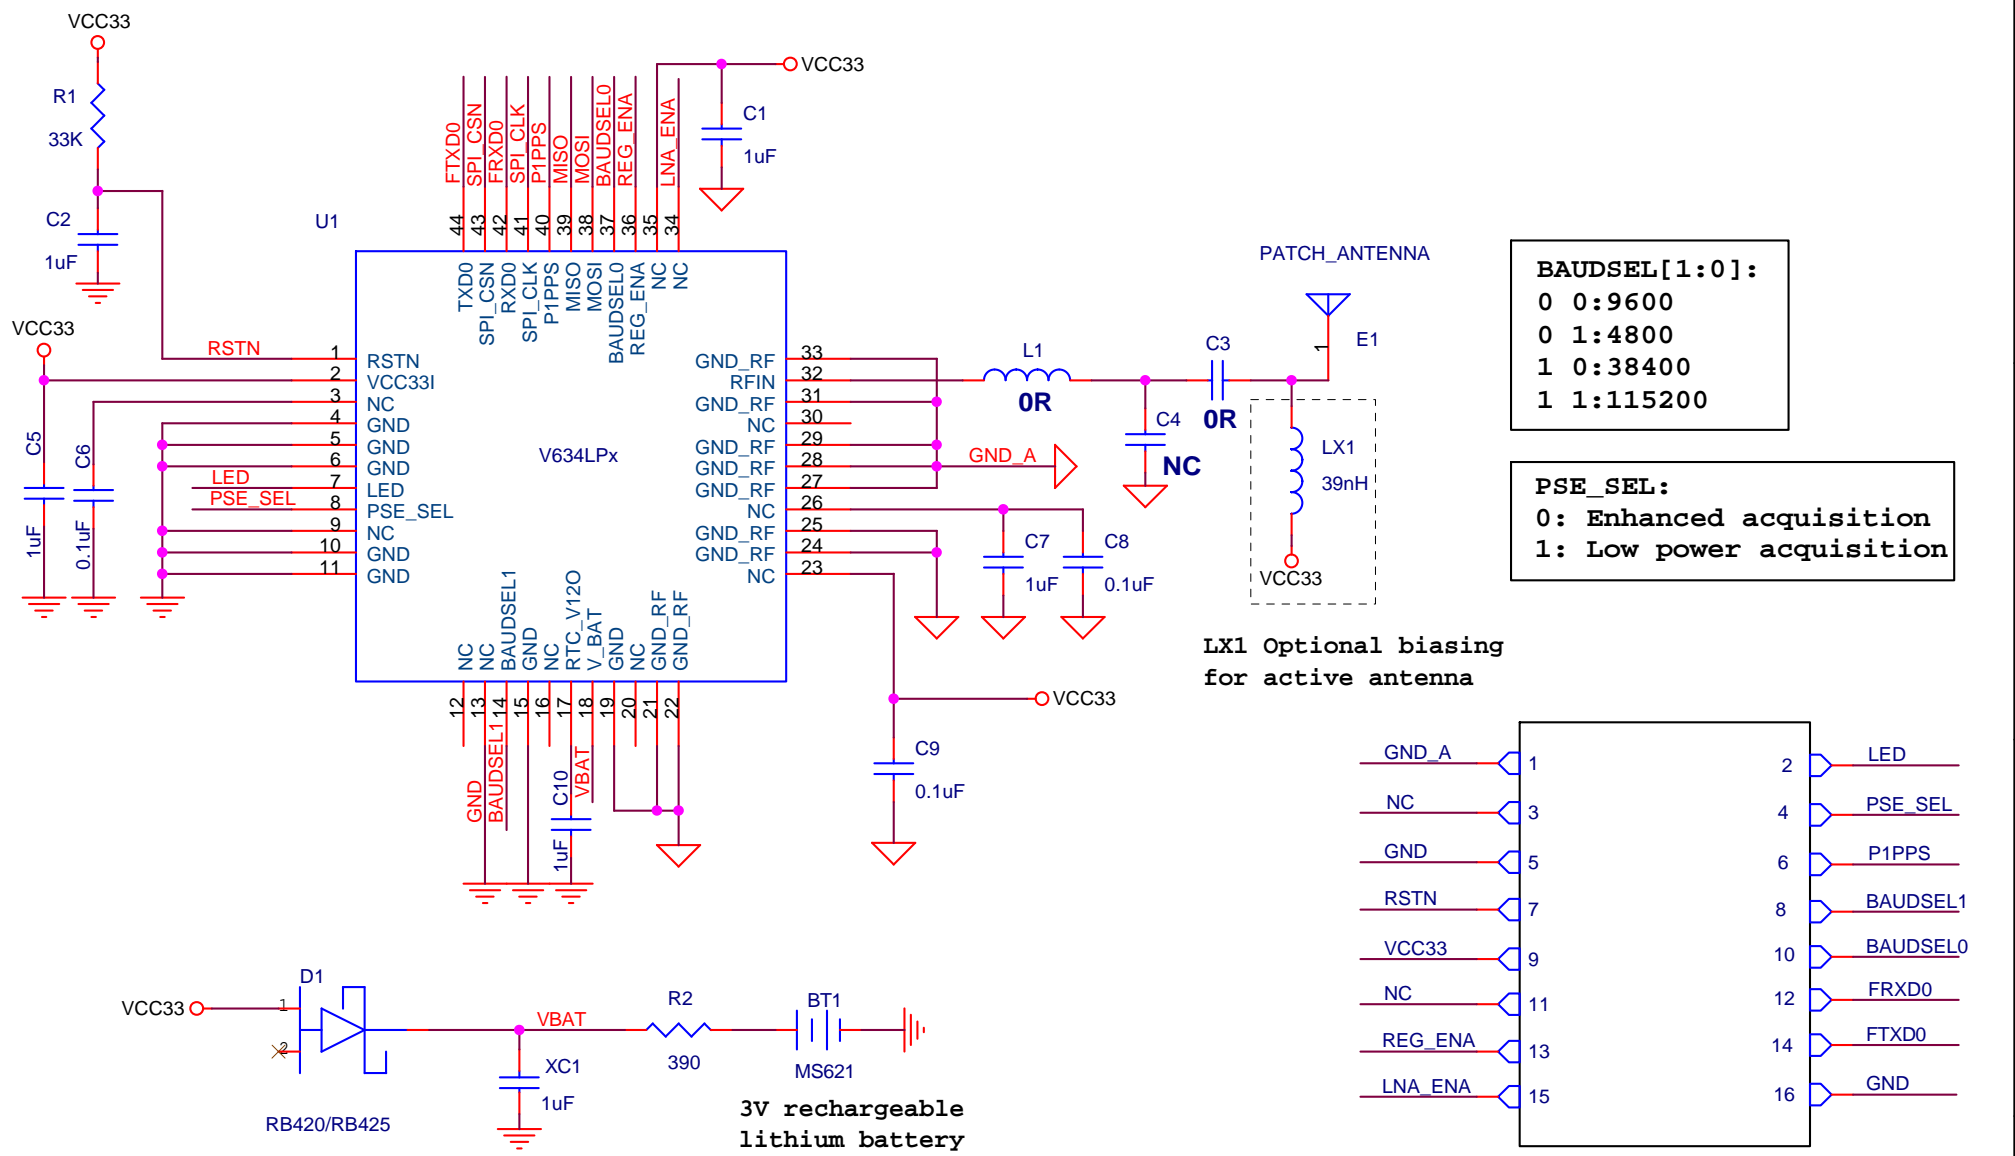 VCC33
R1
33K
C2
1uF
VCC33
C5
1uF
C6
0.1uF
RSTN
LED
PSE_SEL
U1
FTXD0
SPI_CSN
FRXD0
SPI_CLK
P1PPS
MISO
MOSI
BAUDSEL0
REG_ENA
LNA_ENA
VCC33
C1
1uF
44
43
42
41
40
39
38
37
36
35
34
TXD0
SPI_CSN
RXD0
SPI_CLK
P1PPS
MISO
MOSI
BAUDSEL0
REG_ENA
NC
NC
1 RSTN
2 VCC33I
3 NC
4 GND
5 GND
6 GND
7 LED
8 PSE_SEL
9 NC
10 GND
11 GND
V634LPx
GND_RF 33
RFIN 32
GND_RF 31
NC 30
GND_RF 29
GND_RF 28
GND_RF 27
NC 26
GND_RF 25
GND_RF 24
NC 23
NC
NC
BAUDSEL1
GND
NC
RTC_V12O
V_BAT
GND
NC
GND_RF
GND_RF
12
13
14
15
16
17
18
19
20
21
22
GND
BAUDSEL1
C10
1uF
VBAT
GND_A
L1
0R
C4
NC
C3
0R
PATCH_ANTENNA
1
E1
LX1
39nH
VCC33
C7
1uF
C8
0.1uF
VCC33
C9
0.1uF
LX1 Optional biasing
for active antenna
BAUDSEL[1:0]:
0 0:9600
0 1:4800
1 0:38400
1 1:115200
PSE_SEL:
0: Enhanced acquisition
1: Low power acquisition
GND_A 1
NC 3
GND 5
RSTN 7
VCC33 9
NC 11
REG_ENA 13
LNA_ENA 15
2 LED
4 PSE_SEL
6 P1PPS
8 BAUDSEL1
10 BAUDSEL0
12 FRXD0
14 FTXD0
16 GND
VCC33
D1
1
2
RB420/RB425
VBAT
XC1
1uF
R2
390
BT1
MS621
3V rechargeable
lithium battery